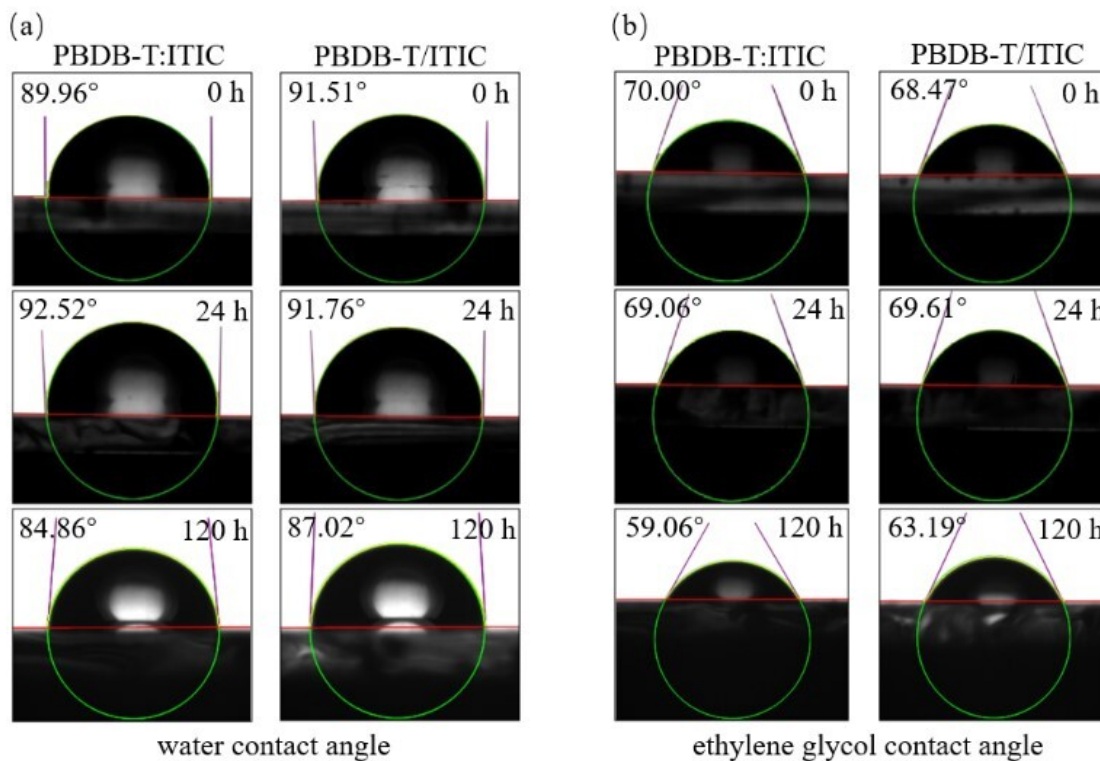 (a)
PBDB-T:ITIC PBDB-T/ITIC
89.96° 0 h 91.51° 0 h
92.52° 24 h 91.76° 24 h
84.86° 120 h 87.02° 120 h
water contact angle
(b)
PBDB-T:ITIC PBDB-T/ITIC
70.00° 0 h 68.47° 0 h
69.06° 24 h 69.61° 24 h
59.06° 120 h 63.19° 120 h
ethylene glycol contact angle